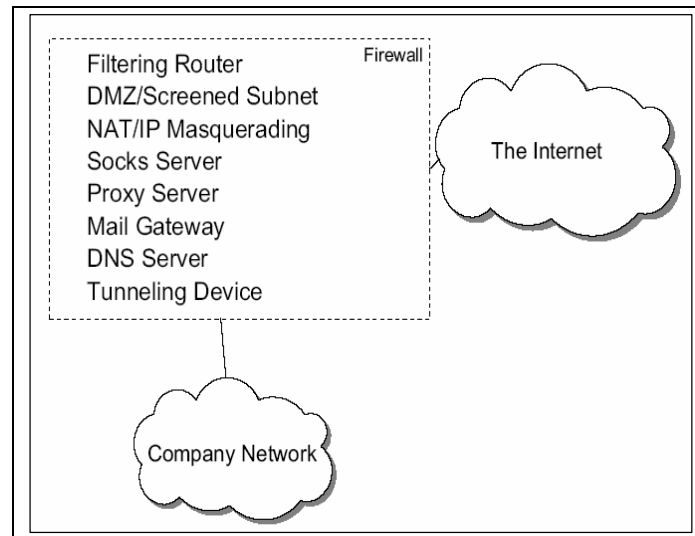 Firewall
Filtering Router
DMZ/Screened Subnet
NAT/IP Masquerading
Socks Server
Proxy Server
Mail Gateway
DNS Server
Tunneling Device
The Internet
Company Network